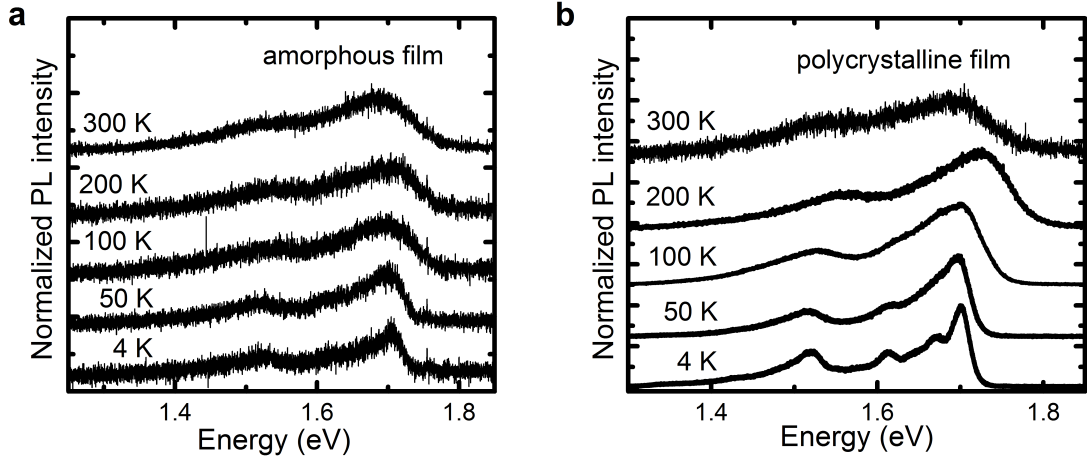 a
amorphous film
300 K
200 K
100 K
50 K
4 K
Normalized PL intensity
1.4 1.6 1.8
Energy (eV)
b
polycrystalline film
300 K
200 K
100 K
50 K
4 K
Normalized PL intensity
1.4 1.6 1.8
Energy (eV)